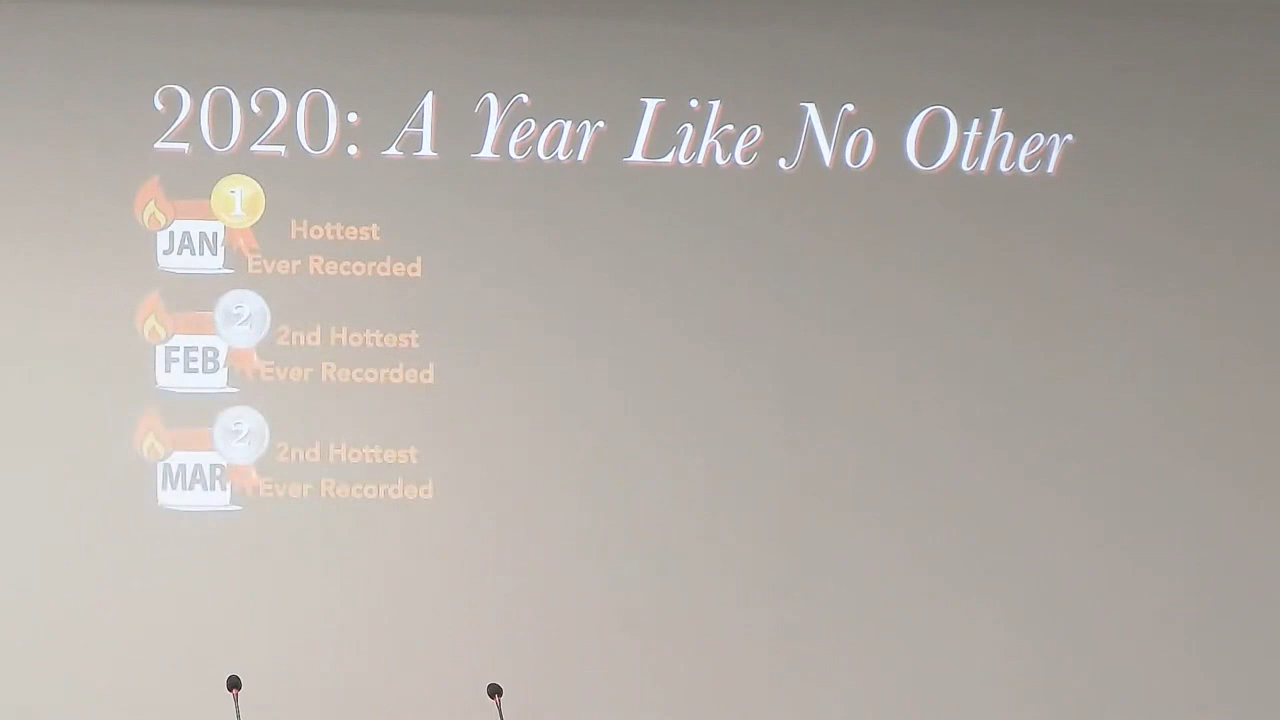 2020: A Year Like No Other
1
JAN
Hottest
Ever Recorded
2
FEB
2nd Hottest
Ever Recorded
2
MAR
2nd Hottest
Ever Recorded